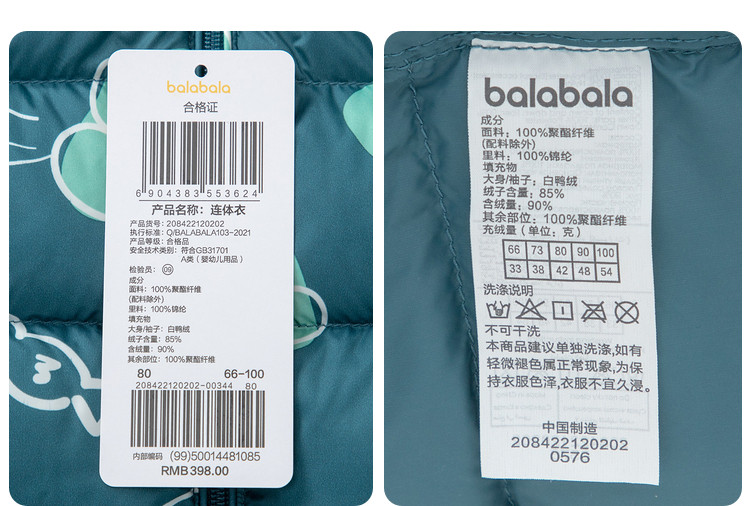 balabala
合格证
6 904383 553624
产品名称：连体衣
产品货号：208422120202
执行标准：Q/BALABALA103-2021
产品等级：合格品
安全技术类别：符合GB31701
A类（婴幼儿用品）
检验员：09
成分
面料：100%聚酯纤维
(配料除外)
里料：100%锦纶
填充物
大身/袖子：白鸭绒
绒子含量：85%
含绒量：90%
其余部位：100%聚酯纤维
80 66-100
208422120202-00344 80
内部编码 (99)50014481085
RMB398.00
balabala
成分
面料：100%聚酯纤维
(配料除外)
里料：100%锦纶
填充物
大身/袖子：白鸭绒
绒子含量：85%
含绒量：90%
其余部位：100%聚酯纤维
充绒量（单位：克）
66 73 80 90 100
33 38 42 48 54
洗涤说明
不可干洗
本商品建议单独洗涤,如有
轻微褪色属正常现象,为保
持衣服色泽,衣服不宜久浸。
中国制造
208422120202
0576